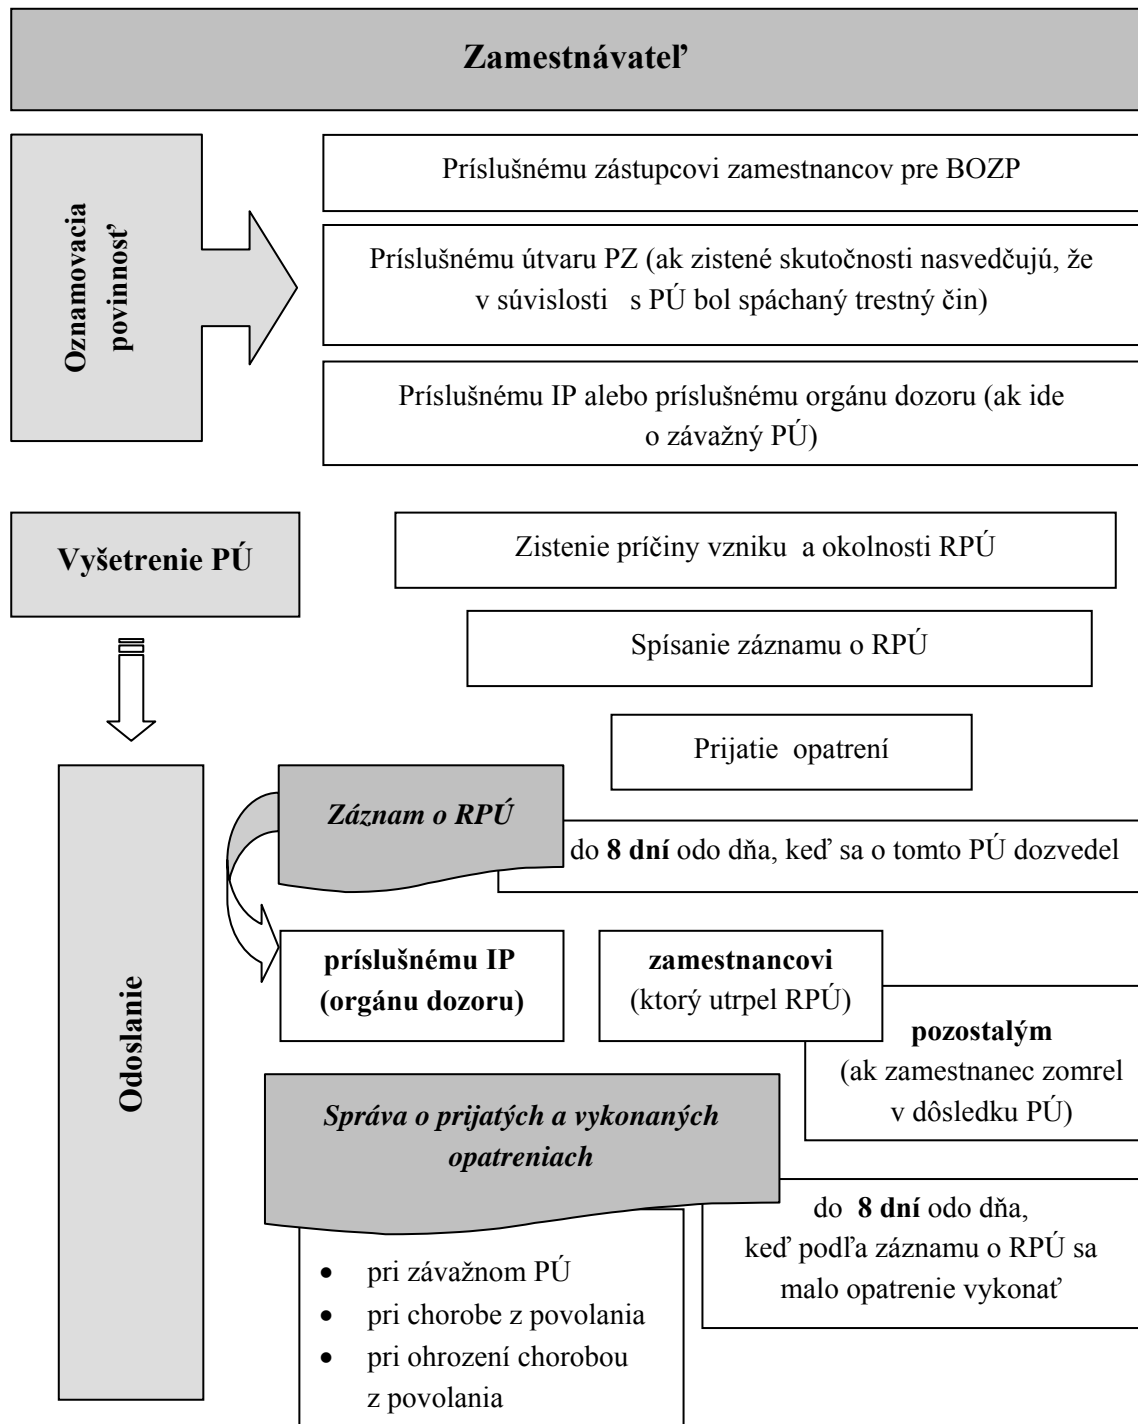 Zamestnávateľ
Oznamovacia
povinnosť
Príslušnému zástupcovi zamestnancov pre BOZP
Príslušnému útvaru PZ (ak zistené skutočnosti nasvedčujú, že
v súvislosti s PÚ bol spáchaný trestný čin)
Príslušnému IP alebo príslušnému orgánu dozoru (ak ide
o závažný PÚ)
Vyšetrenie PÚ
Zistenie príčiny vzniku a okolnosti RPÚ
Spísanie záznamu o RPÚ
Prijatie opatrení
Odoslanie
Záznam o RPÚ
do 8 dní odo dňa, keď sa o tomto PÚ dozvedel
príslušnému IP
(orgánu dozoru)
zamestnancovi
(ktorý utrpel RPÚ)
pozostalým
(ak zamestnanec zomrel
v dôsledku PÚ)
Správa o prijatých a vykonaných
opatreniach
do 8 dní odo dňa,
keď podľa záznamu o RPÚ sa
malo opatrenie vykonať
• pri závažnom PÚ
• pri chorobe z povolania
• pri ohrození chorobou
z povolania